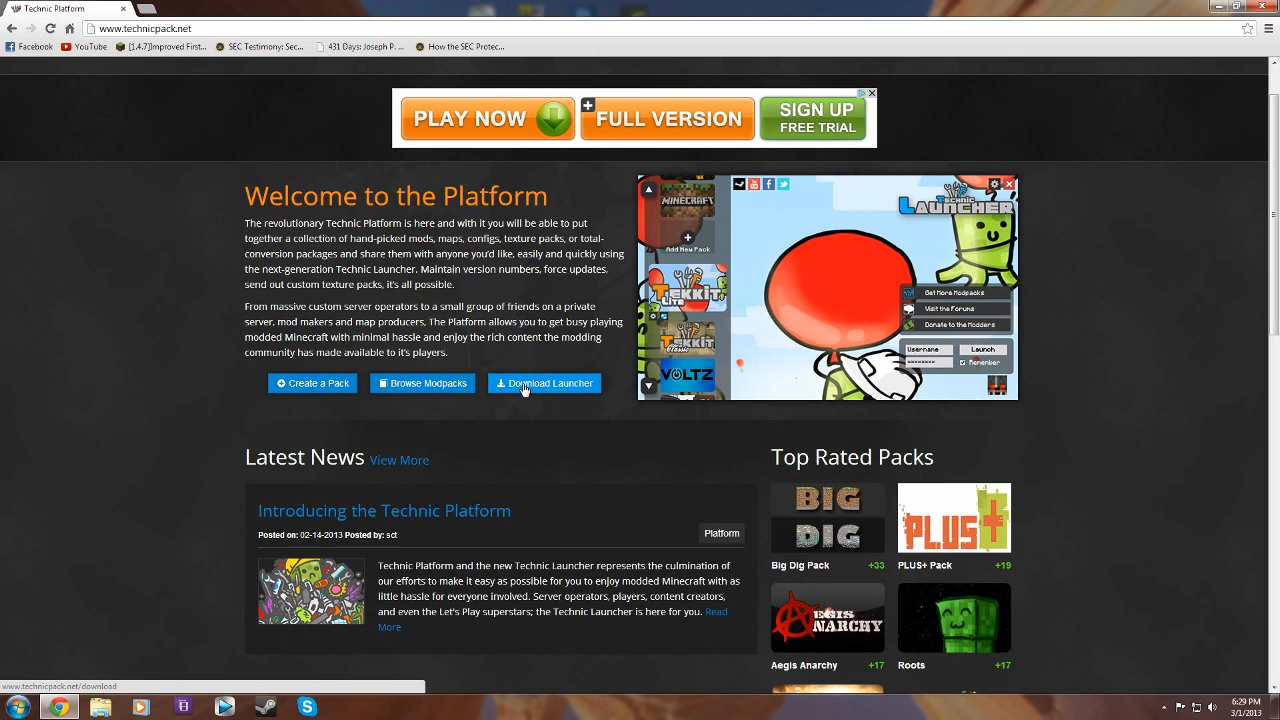 Technic Platform
www.technicpack.net
Facebook
YouTube
[1.4.7]Improved First...
SEC Testimony: Sec...
431 Days: Joseph P. ...
How the SEC Protec...
PLAY NOW
FULL VERSION
SIGN UP
FREE TRIAL
Welcome to the Platform
The revolutionary Technic Platform is here and with it you will be able to put
together a collection of hand-picked mods, maps, configs, texture packs, or total-
conversion packages and share them with anyone you'd like, easily and quickly using
the next-generation Technic Launcher. Maintain version numbers, force updates,
send out custom texture packs, it's all possible.
From massive custom server operators to a small group of friends on a private
server, mod makers and map producers. The Platform allows you to get busy playing
modded Minecraft with minimal hassle and enjoy the rich content the modding
community has made available to it's players.
Create a Pack
Browse Modpacks
Download Launcher
MINECRAFT
Add New Pack
TEKKIT
LITE
TEKKIT
Classic
VOLTZ
TECHNIC
LAUNCHER
Get More Modpacks
Visit the Forums
Donate to the Modders
Username
Launch
********
Remember
Latest News View More
Introducing the Technic Platform
Posted on: 02-14-2013 Posted by: sct
Platform
Technic Platform and the new Technic Launcher represents the culmination of
our efforts to make it easy as possible for you to enjoy modded Minecraft with as
little hassle for everyone involved. Server operators, players, content creators,
and even the Let's Play superstars; the Technic Launcher is here for you. Read
More
Top Rated Packs
BIG
DIG
Big Dig Pack +33
PLUS+
PLUS+ Pack +19
AEGIS
ANARCHY
Aegis Anarchy +17
Roots +17
www.technicpack.net/download
6:29 PM
3/1/2013